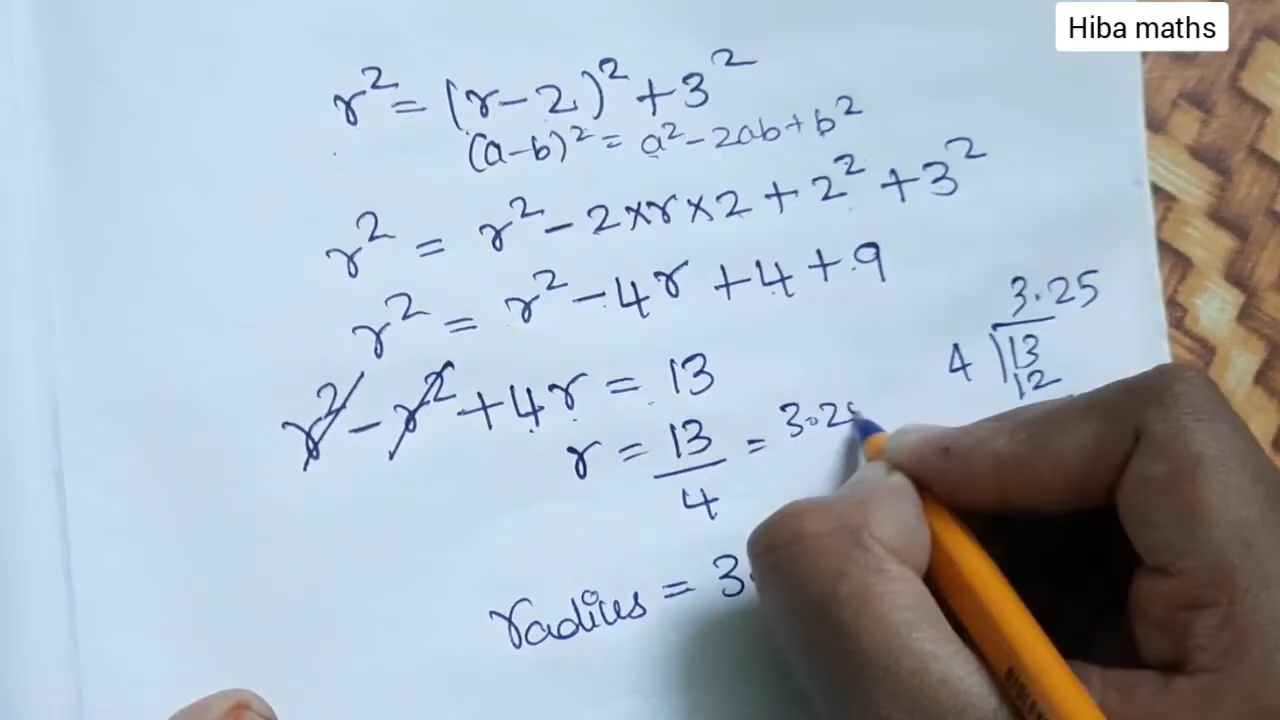 Hiba maths
r² = (r-2)² + 3²
(a-b)² = a² - 2ab + b²
r² = r² - 2×r×2 + 2² + 3²
r² = r² - 4r + 4 + 9
r² - r² + 4r = 13
r = 13/4 = 3.2
3.25
4 13
12
radius = 3.